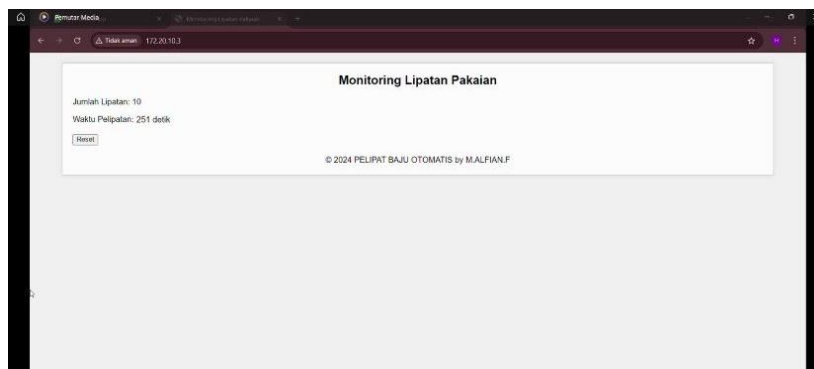 Pemutar Media
Tidak aman 172.20.10.3
Monitoring Lipatan Pakaian
Jumlah Lipatan: 10
Waktu Pelipatan: 251 detik
Reset
© 2024 PELIPAT BAJU OTOMATIS by M.ALFIAN.F